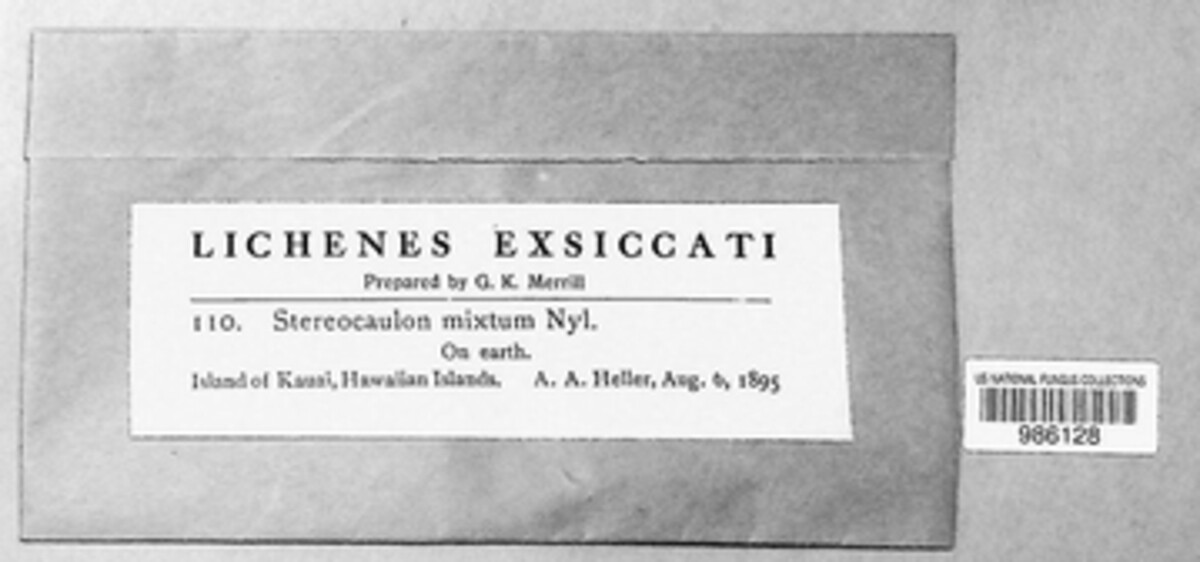 LICHENES EXSICCATI
Prepared by G. K. Merrill
110. Stereocaulon mixtum Nyl.
On earth.
Island of Kauai, Hawaiian Islands. A. A. Heller, Aug. 6, 1895
US NATIONAL FUNGUS COLLECTIONS
986128